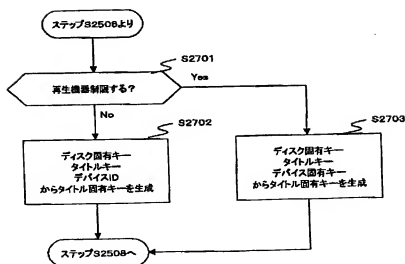 ステップS2506より
S2701
再生機器制限する?
Yes
No
S2702
S2703
ディスク固有キー
タイトルキー
デバイスID
からタイトル固有キーを生成
ディスク固有キー
タイトルキー
デバイス固有キー
からタイトル固有キーを生成
ステップS2508へ